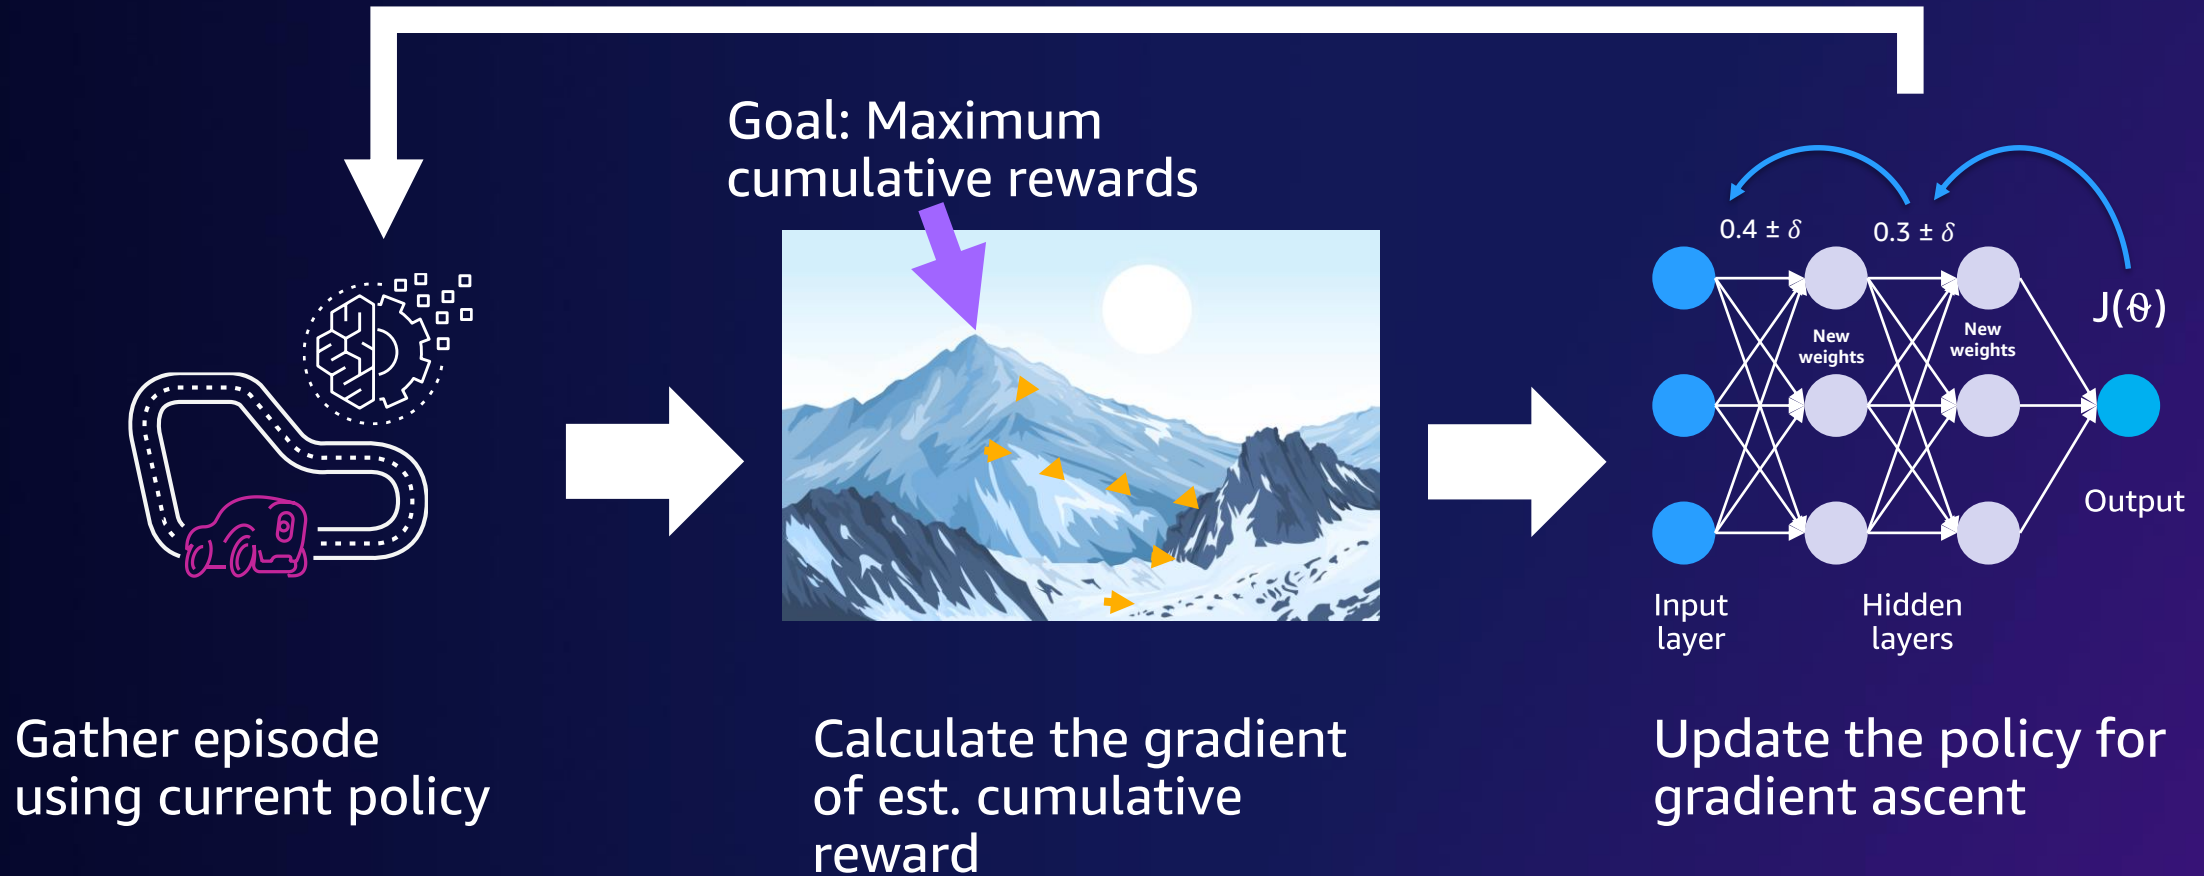 Goal: Maximum
cumulative rewards
0.4 ± δ
0.3 ± δ
J(ϑ)
New
weights
New
weights
Output
Input
layer
Hidden
layers
Gather episode
using current policy
Calculate the gradient
of est. cumulative
reward
Update the policy for
gradient ascent